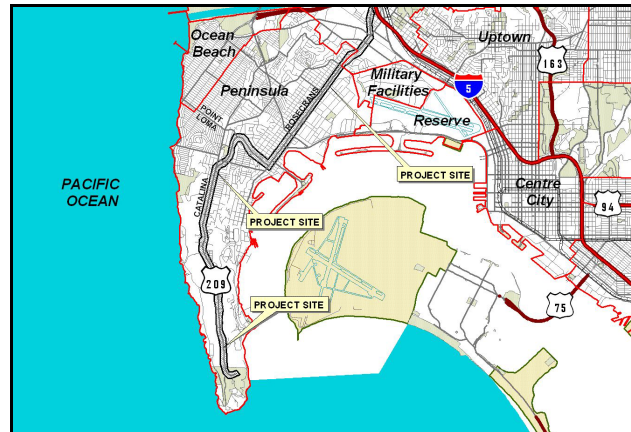 Ocean
Beach
Uptown
163
Peninsula
Military
Facilities
5
Reserve
ROSECRANS
POINT
LOMA
PROJECT SITE
PACIFIC
OCEAN
CATALINA
Centre
City
94
PROJECT SITE
209
PROJECT SITE
75